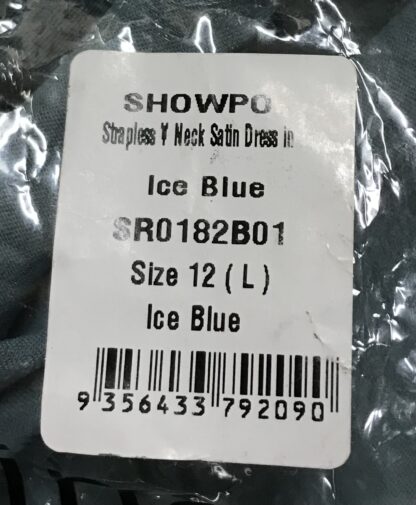 SHOWPO
Strapless V Neck Satin Dress in
Ice Blue
SR0182B01
Size 12 ( L )
Ice Blue
9 356433 792090